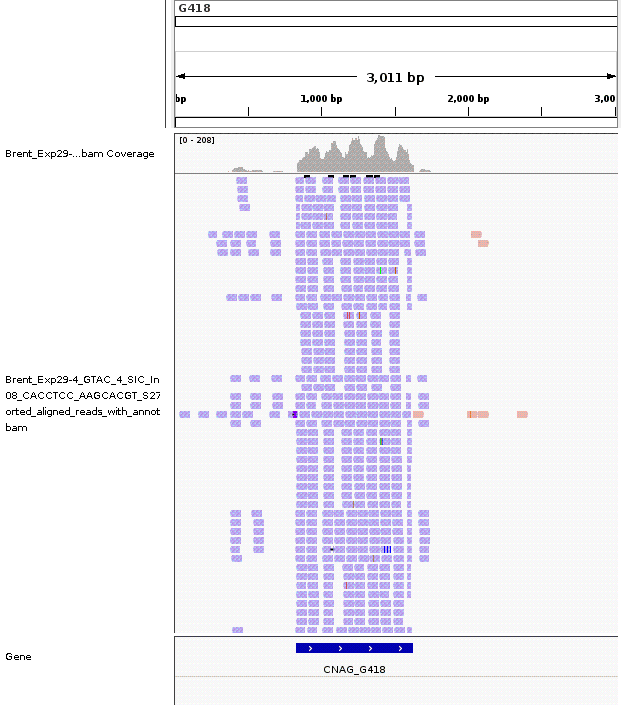 G418
3,011 bp
bp 1,000 bp 2,000 bp 3,00
[0 - 208]
Brent_Exp29-...bam Coverage
Brent_Exp29-4_GTAC_4_SIC_In
08_CACCTCC_AAGCACGT_S27
orted_aligned_reads_with_annot
bam
Gene
CNAG_G418